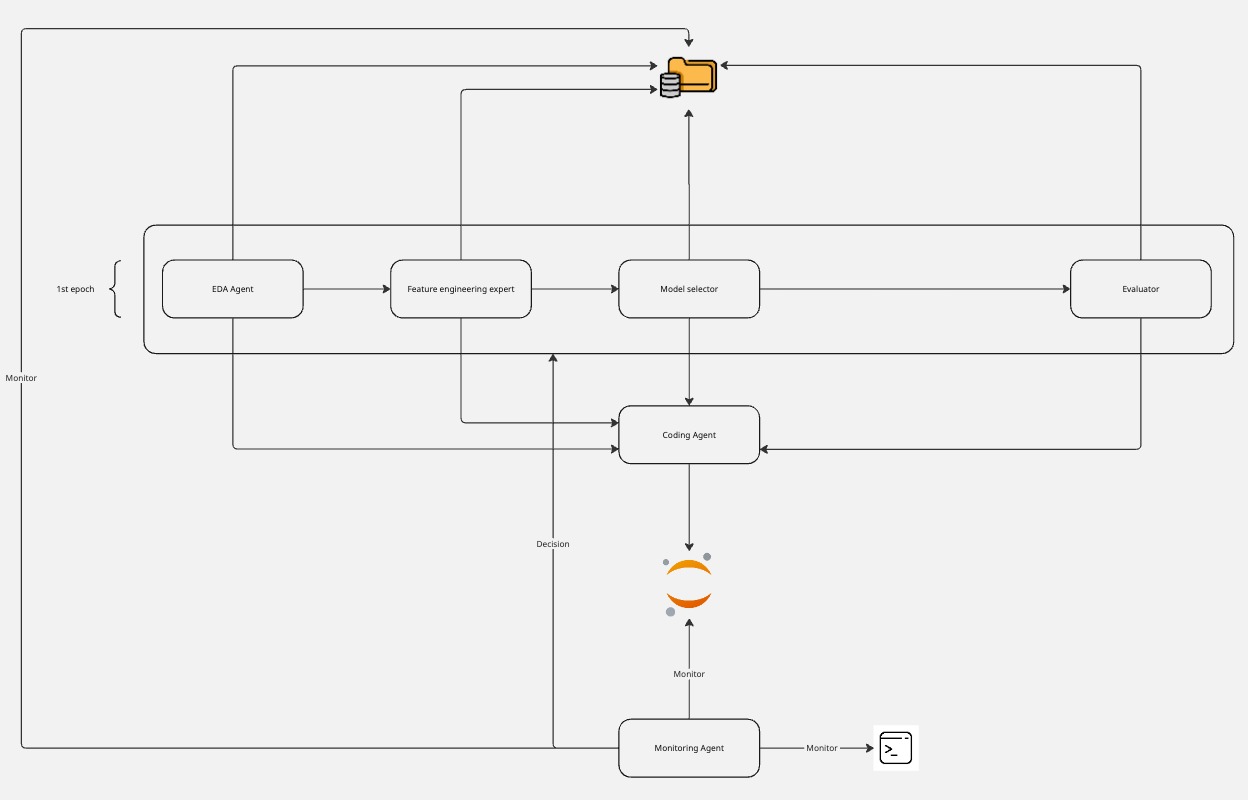 1st epoch
EDA Agent
Feature engineering expert
Model selector
Evaluator
Monitor
Coding Agent
Decision
Monitor
Monitoring Agent
Monitor
>_